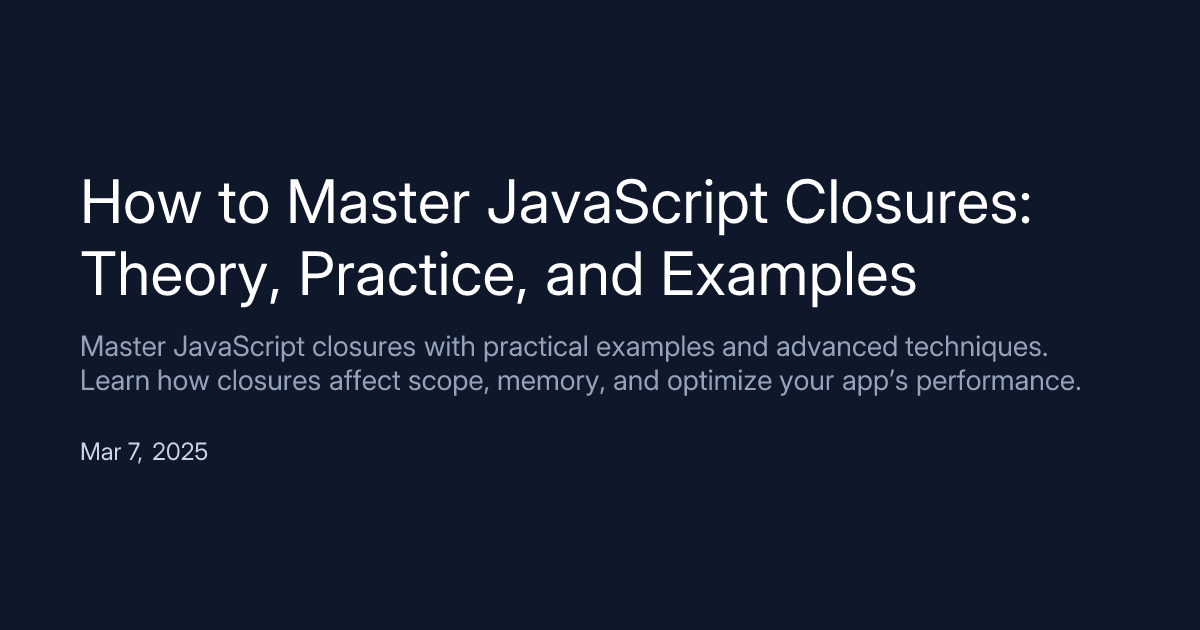 How to Master JavaScript Closures:
Theory, Practice, and Examples
Master JavaScript closures with practical examples and advanced techniques.
Learn how closures affect scope, memory, and optimize your app’s performance.
Mar 7, 2025